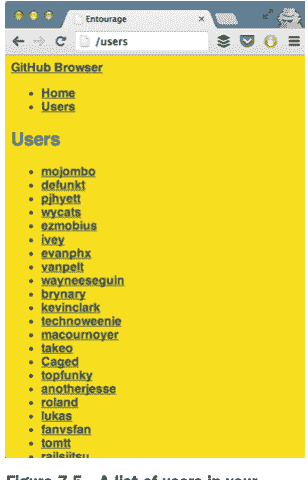 Entourage
/users
GitHub Browser
Home
Users
Users
mojombo
defunkt
pjhyett
wycats
ezmobius
ivey
evanphx
vanpelt
wayneeseguin
brynary
kevinclark
technoweenie
macournoyer
takeo
Caged
topfunky
anotherjesse
roland
lukas
fanvsfan
tomtt
railsjitsu
Figure 7.5 A list of users in your